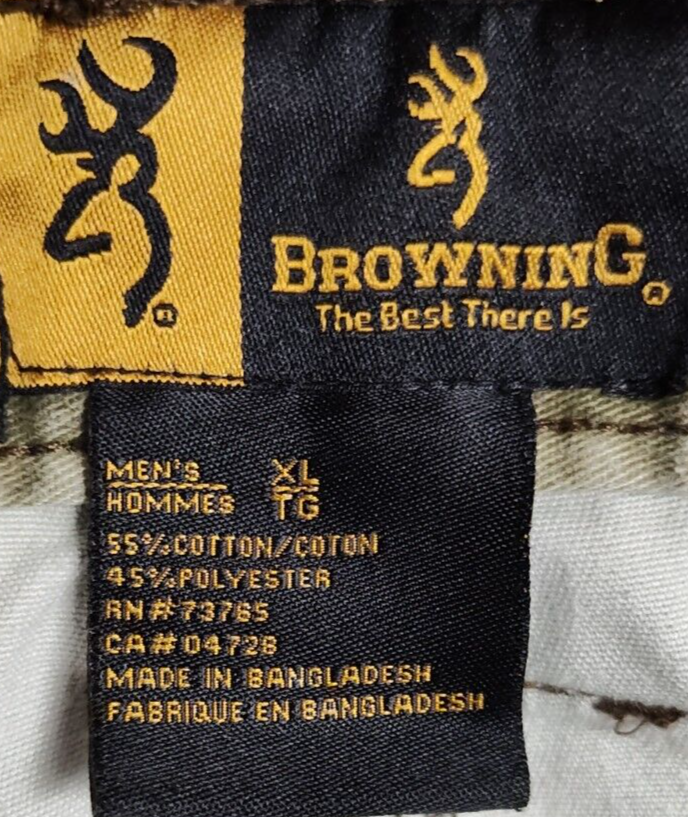 BROWNING®
The Best There Is
MEN'S XL
HOMMES TG
55% COTTON/COTON
45% POLYESTER
RN# 73765
CA# 04728
MADE IN BANGLADESH
FABRIQUE EN BANGLADESH